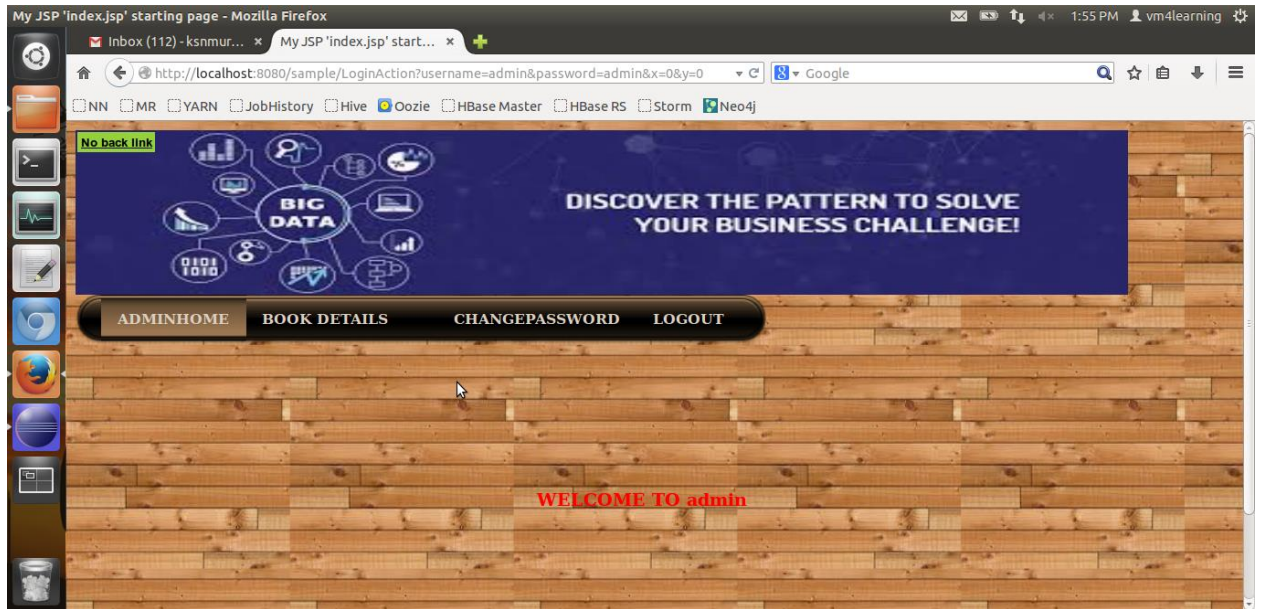 My JSP 'index.jsp' starting page - Mozilla Firefox
1:55 PM vm4learning
Inbox (112) - ksnmur... × My JSP 'index.jsp' start... ×
http://localhost:8080/sample/LoginAction?username=admin&password=admin&x=0&y=0
8 Google
NN MR YARN JobHistory Hive Oozie HBase Master HBase RS Storm Neo4j
No back link
BIG
DATA
0101
1010
DISCOVER THE PATTERN TO SOLVE
YOUR BUSINESS CHALLENGE!
ADMINHOME BOOK DETAILS CHANGEPASSWORD LOGOUT
WELCOME TO admin